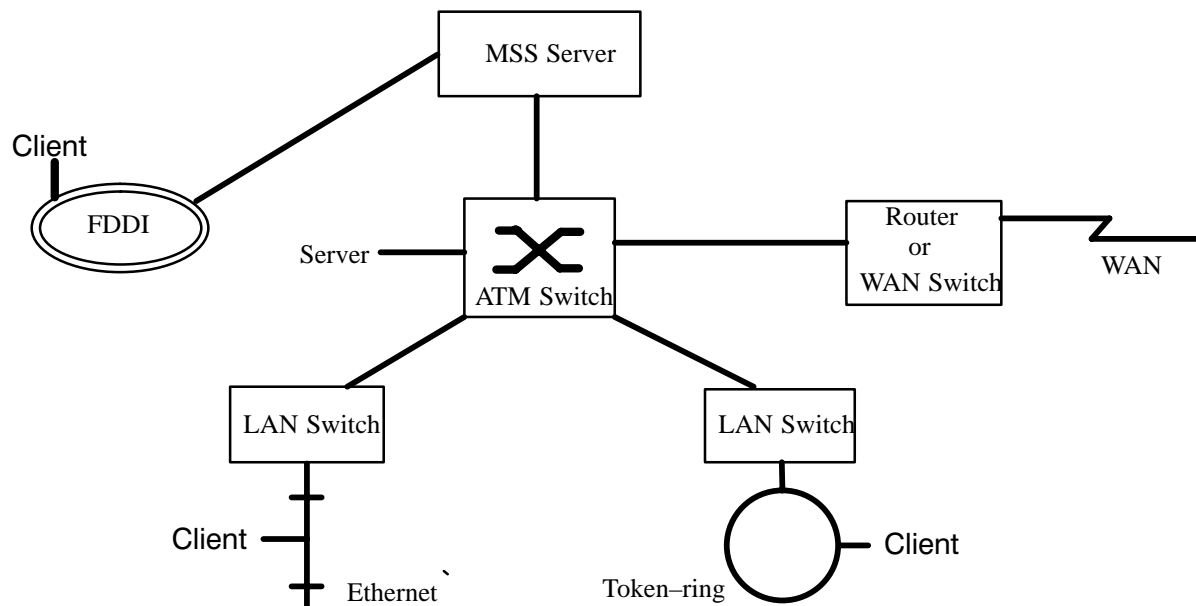 MSS Server
Client
FDDI
Server
ATM Switch
Router
or
WAN Switch
WAN
LAN Switch
LAN Switch
Client
Client
Ethernet
Token–ring